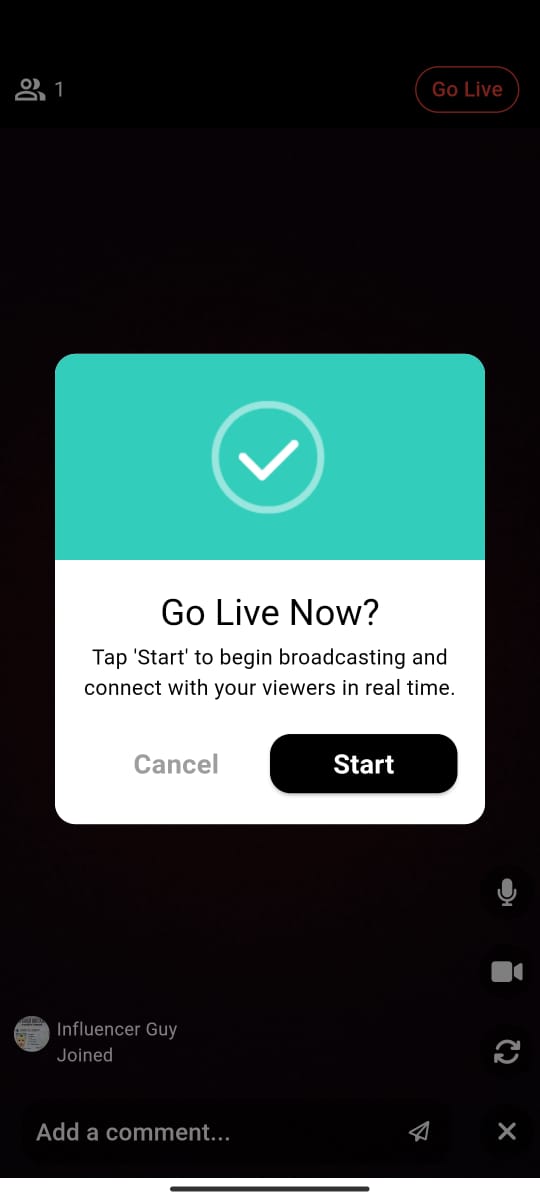 1
Go Live
Go Live Now?
Tap 'Start' to begin broadcasting and
connect with your viewers in real time.
Cancel
Start
Influencer Guy
Joined
Add a comment...